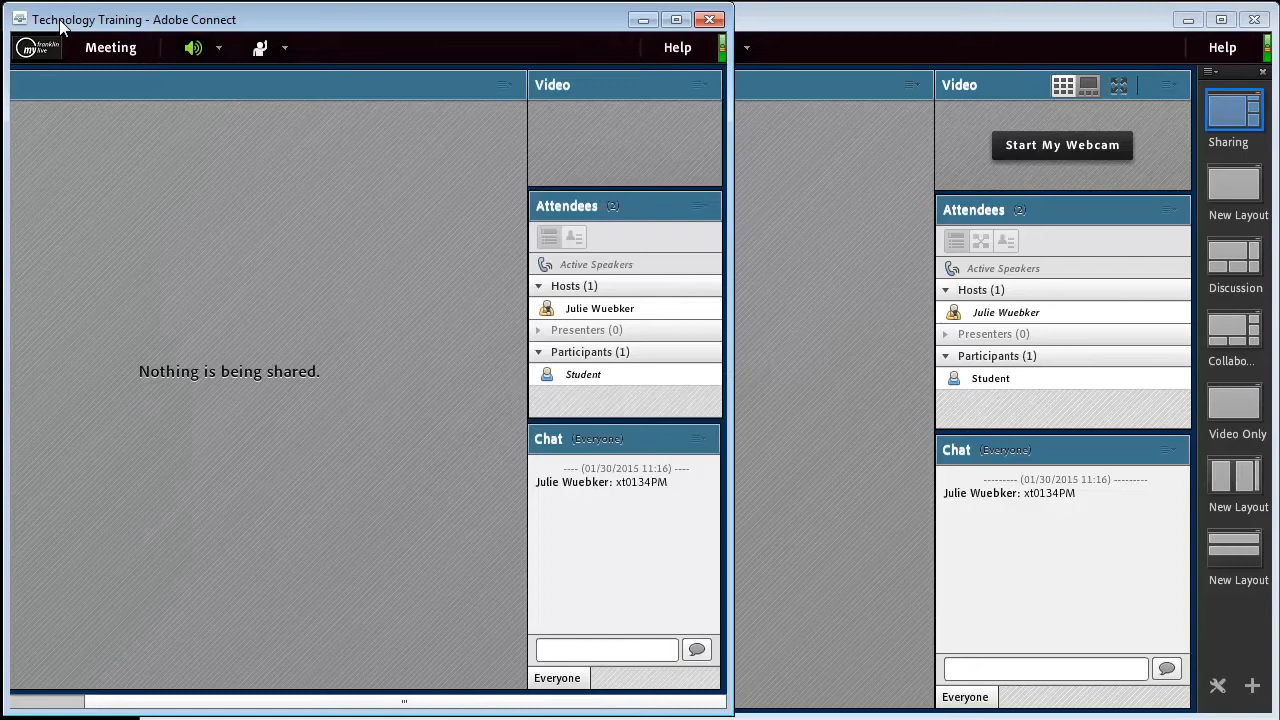 Technology Training - Adobe Connect
my franklin live
Meeting
Help
Help
Video
Video
Start My Webcam
Sharing
New Layout
Discussion
Collabo...
Video Only
New Layout
New Layout
Attendees (2)
Active Speakers
Hosts (1)
Julie Wuebker
Presenters (0)
Participants (1)
Student
Attendees (2)
Active Speakers
Hosts (1)
Julie Wuebker
Presenters (0)
Participants (1)
Student
Nothing is being shared.
Chat (Everyone)
---- (01/30/2015 11:16) ----
Julie Wuebker: xt0134PM
Everyone
Chat (Everyone)
--------- (01/30/2015 11:16) ---------
Julie Wuebker: xt0134PM
Everyone